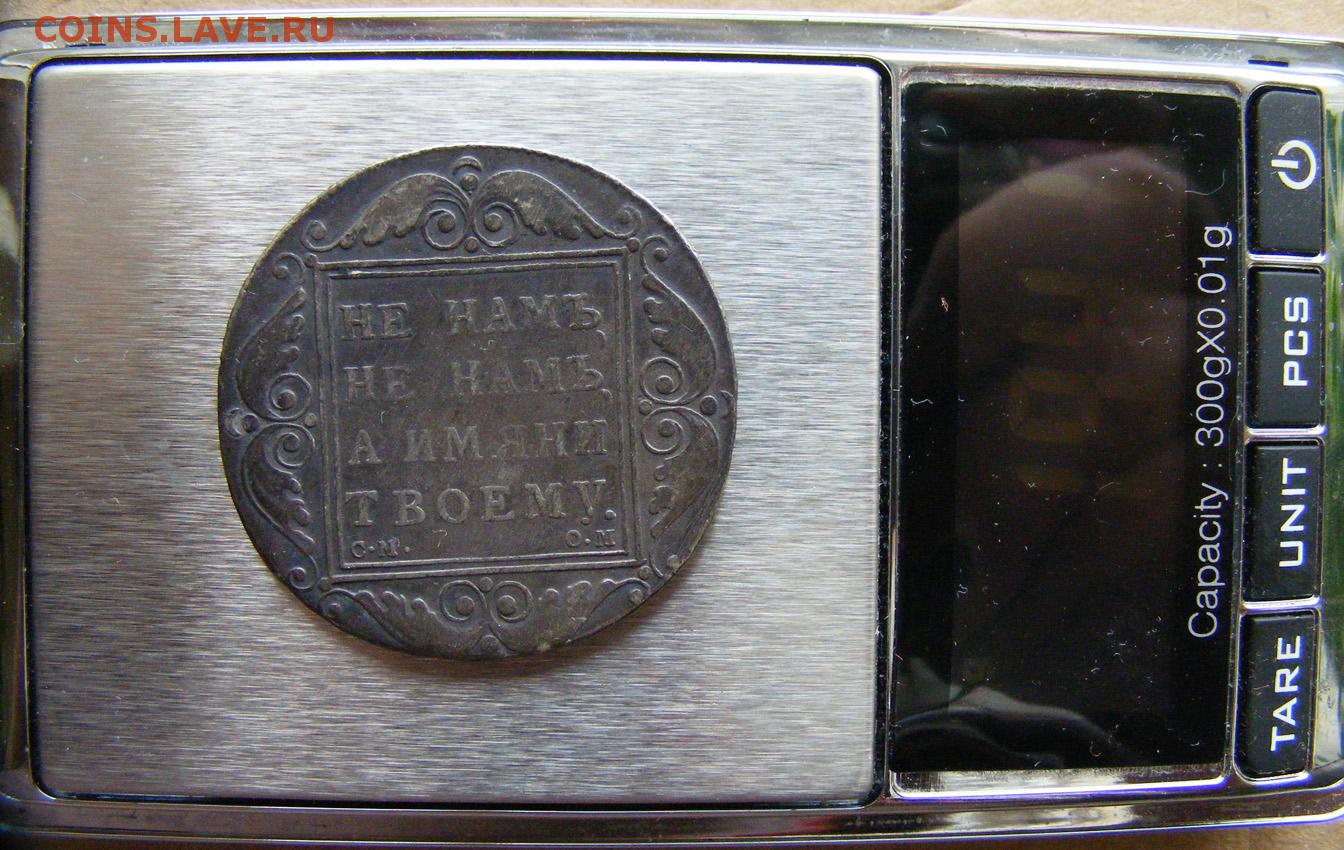 COINS.LAVE.RU
НЕ НАМЪ,
НЕ НАМЪ,
А ИМЯНИ
ТВОЕМУ.
С·М· О·М
Capacity : 300gX0.01g
PCS
UNIT
TARE